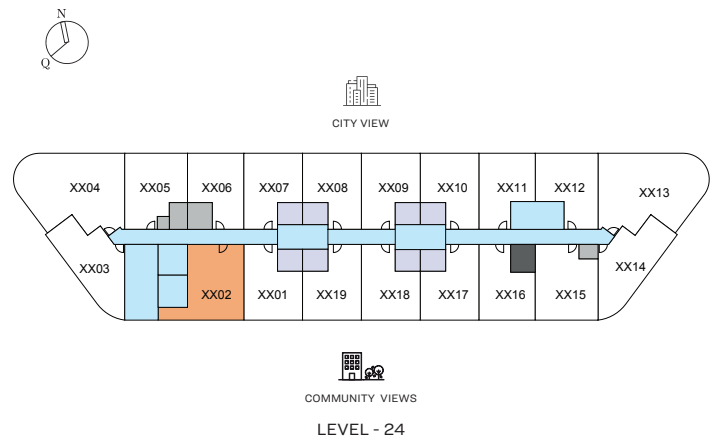 N
Q
CITY VIEW
XX04 XX05 XX06 XX07 XX08 XX09 XX10 XX11 XX12 XX13
XX03 XX14
XX02 XX01 XX19 XX18 XX17 XX16 XX15
COMMUNITY VIEWS
LEVEL - 24